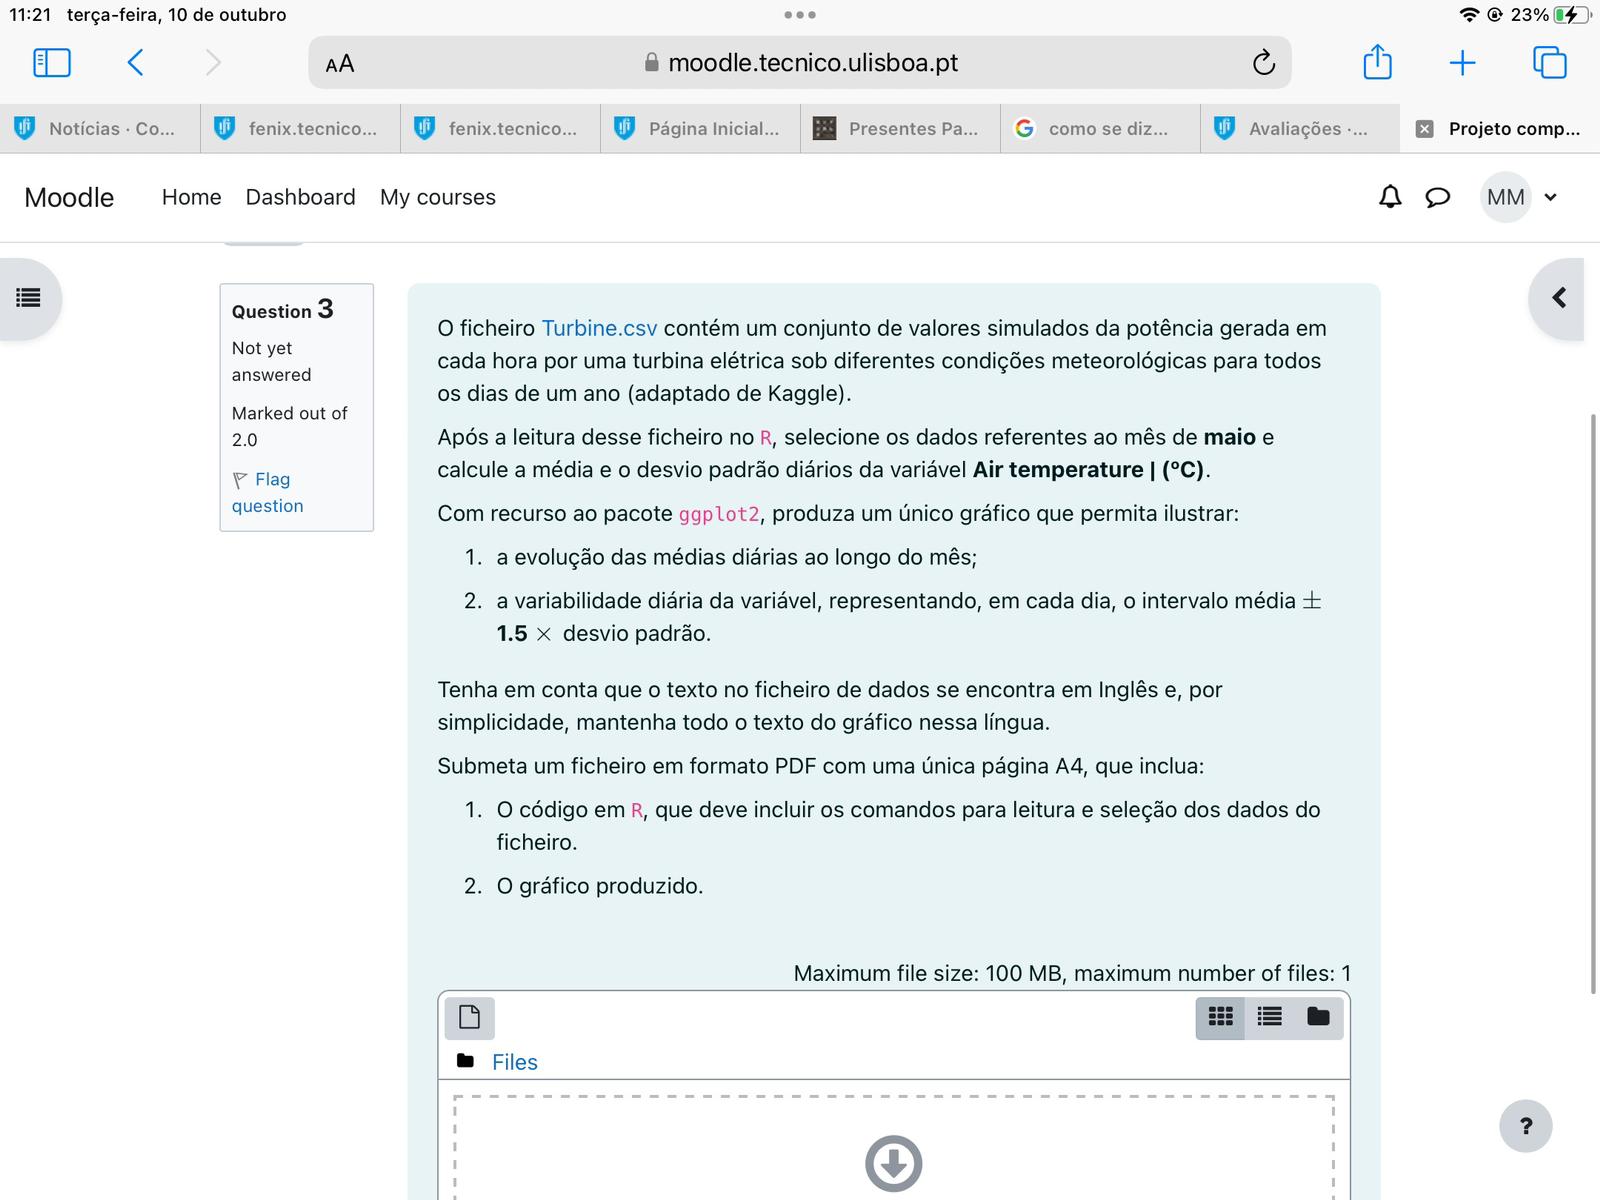 11:21 terça-feira, 10 de outubro
23%
AA
moodle.tecnico.ulisboa.pt
Notícias · Co...
fenix.tecnico...
fenix.tecnico...
Página Inicial...
Presentes Pa...
como se diz...
Avaliações ·...
Projeto comp...
Moodle
Home
Dashboard
My courses
MM
Question 3
Not yet
answered
Marked out of
2.0
Flag
question
O ficheiro Turbine.csv contém um conjunto de valores simulados da potência gerada em
cada hora por uma turbina elétrica sob diferentes condições meteorológicas para todos
os dias de um ano (adaptado de Kaggle).
Após a leitura desse ficheiro no R, selecione os dados referentes ao mês de maio e
calcule a média e o desvio padrão diários da variável Air temperature | (ºC).
Com recurso ao pacote ggplot2, produza um único gráfico que permita ilustrar:
1. a evolução das médias diárias ao longo do mês;
2. a variabilidade diária da variável, representando, em cada dia, o intervalo média ±
1.5 × desvio padrão.
Tenha em conta que o texto no ficheiro de dados se encontra em Inglês e, por
simplicidade, mantenha todo o texto do gráfico nessa língua.
Submeta um ficheiro em formato PDF com uma única página A4, que inclua:
1. O código em R, que deve incluir os comandos para leitura e seleção dos dados do
ficheiro.
2. O gráfico produzido.
Maximum file size: 100 MB, maximum number of files: 1
Files
?